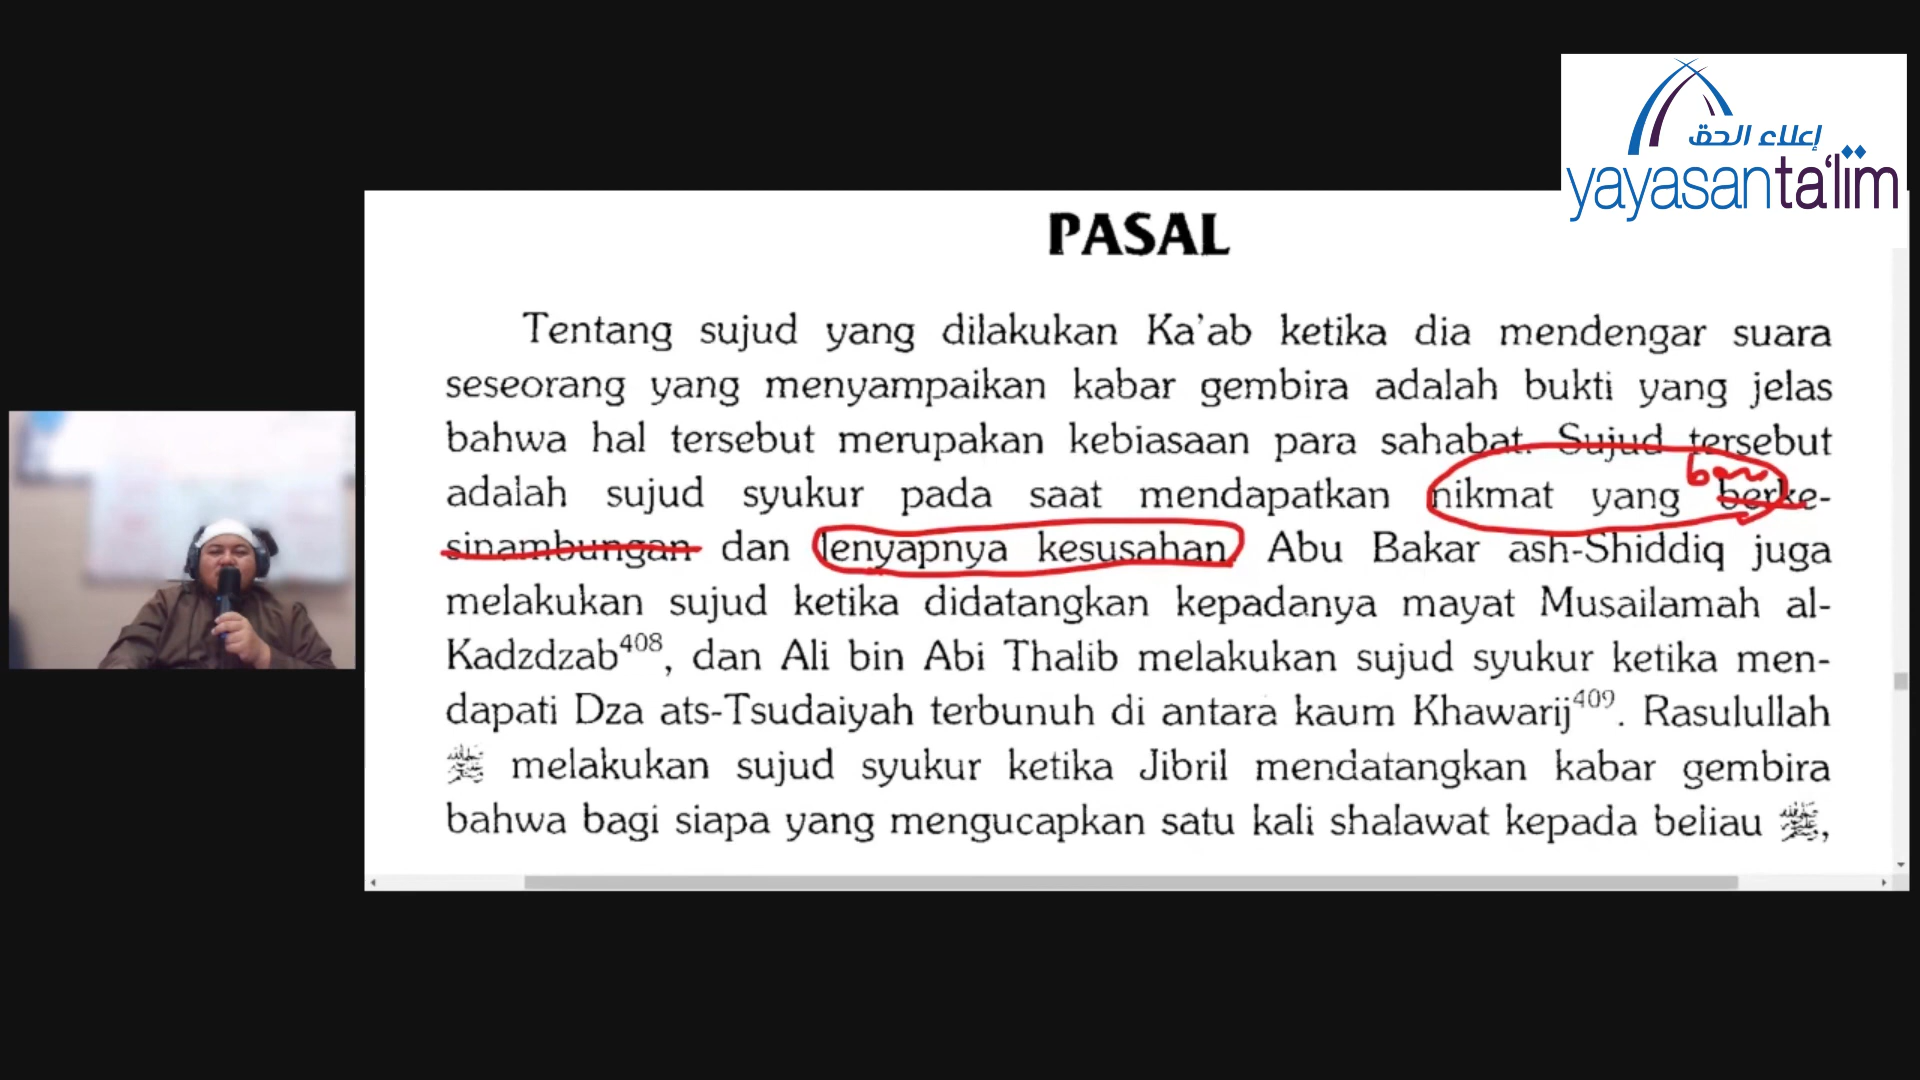 إعلاء الحق
yayasanta'lim
PASAL
Tentang sujud yang dilakukan Ka'ab ketika dia mendengar suara
seseorang yang menyampaikan kabar gembira adalah bukti yang jelas
bahwa hal tersebut merupakan kebiasaan para sahabat. Sujud tersebut
baru
adalah sujud syukur pada saat mendapatkan nikmat yang berke-
sinambungan dan lenyapnya kesusahan. Abu Bakar ash-Shiddiq juga
melakukan sujud ketika didatangkan kepadanya mayat Musailamah al-
Kadzdzab408, dan Ali bin Abi Thalib melakukan sujud syukur ketika men-
dapati Dza ats-Tsudaiyah terbunuh di antara kaum Khawarij409. Rasulullah
ﷺ melakukan sujud syukur ketika Jibril mendatangkan kabar gembira
bahwa bagi siapa yang mengucapkan satu kali shalawat kepada beliau ﷺ,